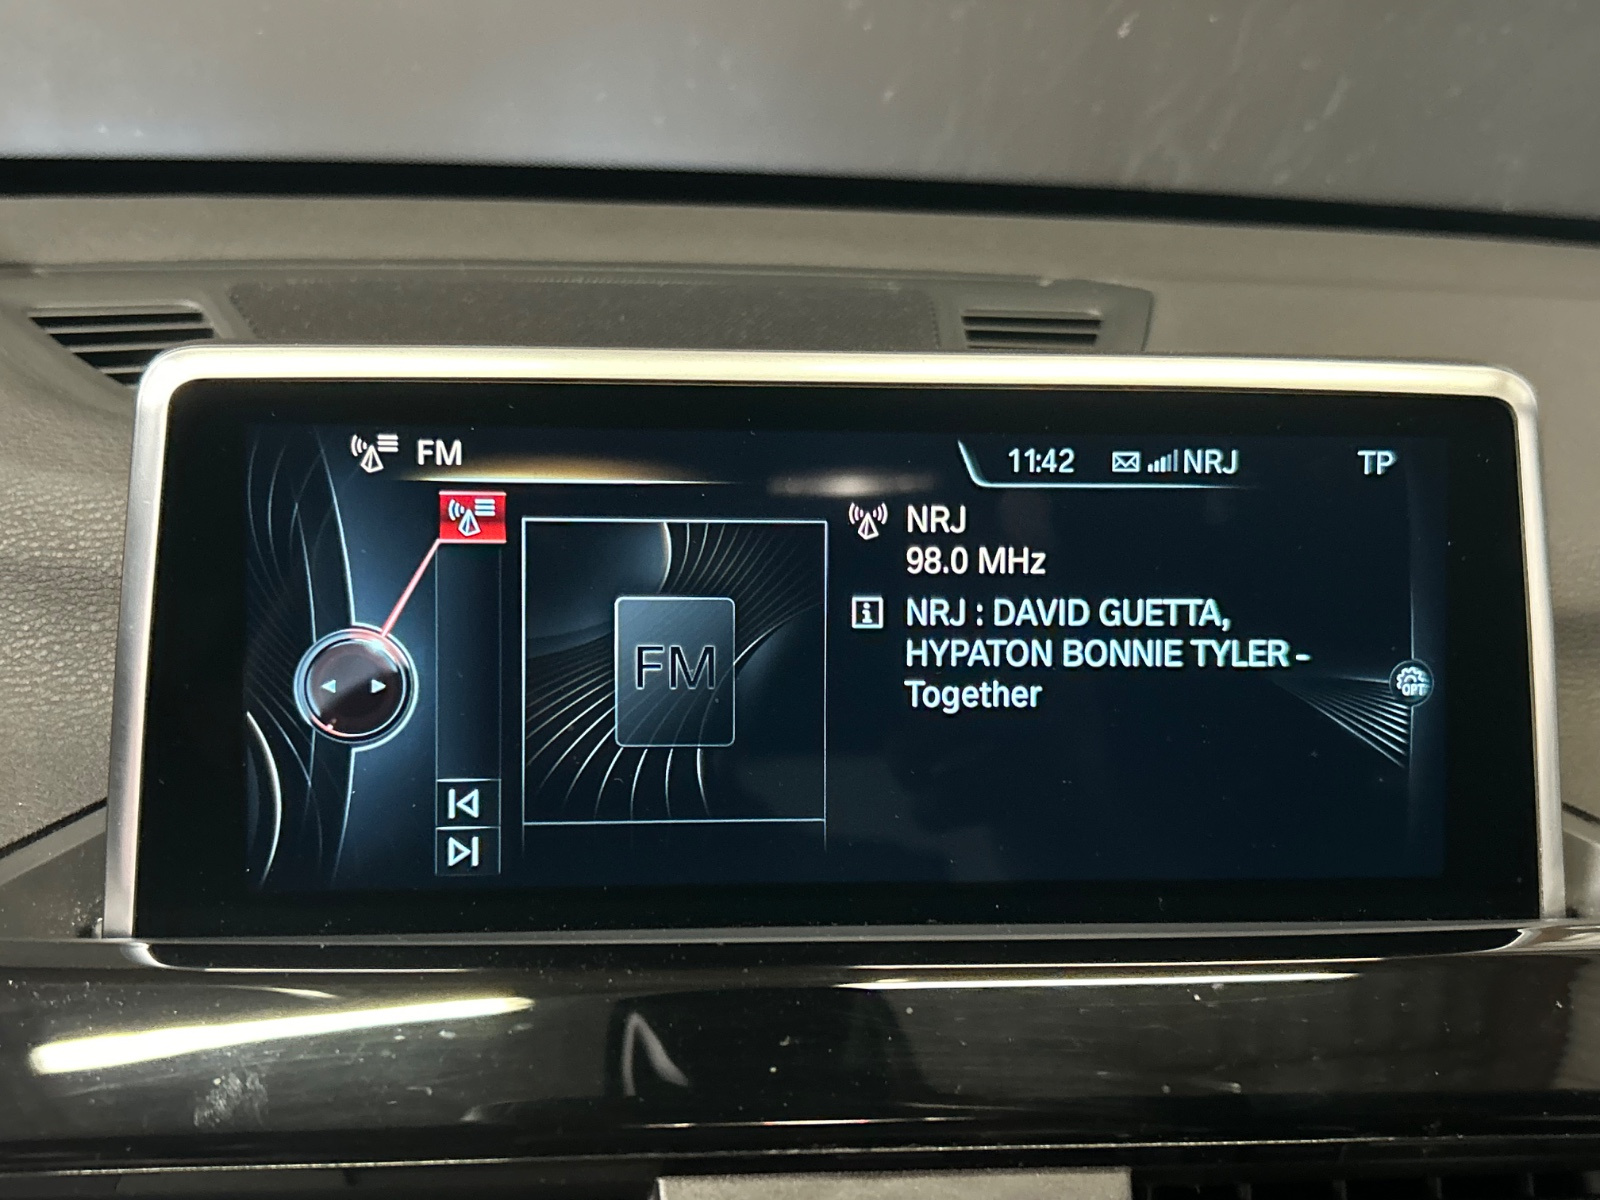 FM
11:42 NRJ TP
NRJ
98.0 MHz
FM
NRJ : DAVID GUETTA,
HYPATON BONNIE TYLER -
Together
OPT